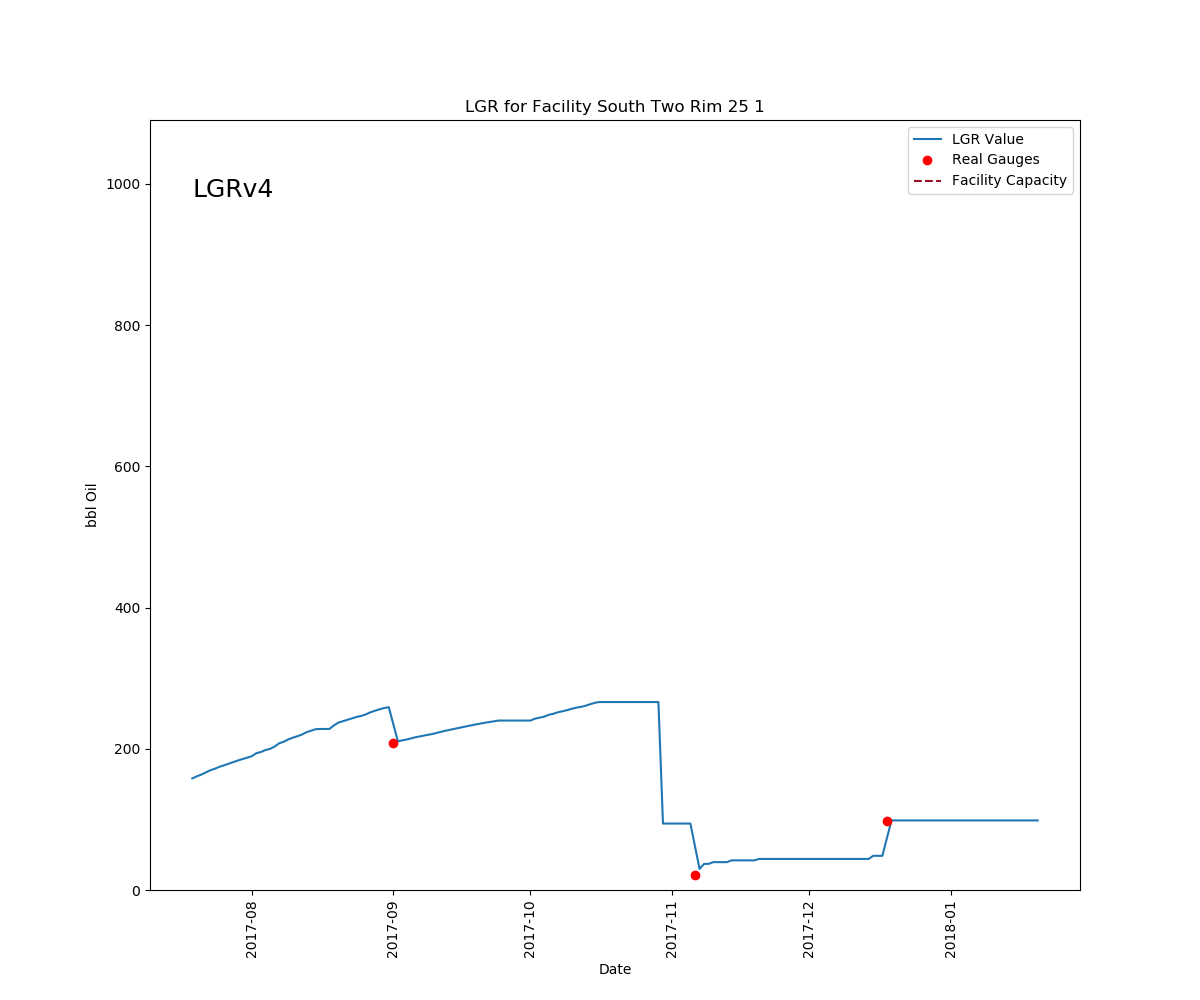 LGR for Facility South Two Rim 25 1
LGRv4
LGR Value
Real Gauges
Facility Capacity
1000
800
600
400
200
0
bbl Oil
2017-08
2017-09
2017-10
2017-11
2017-12
2018-01
Date